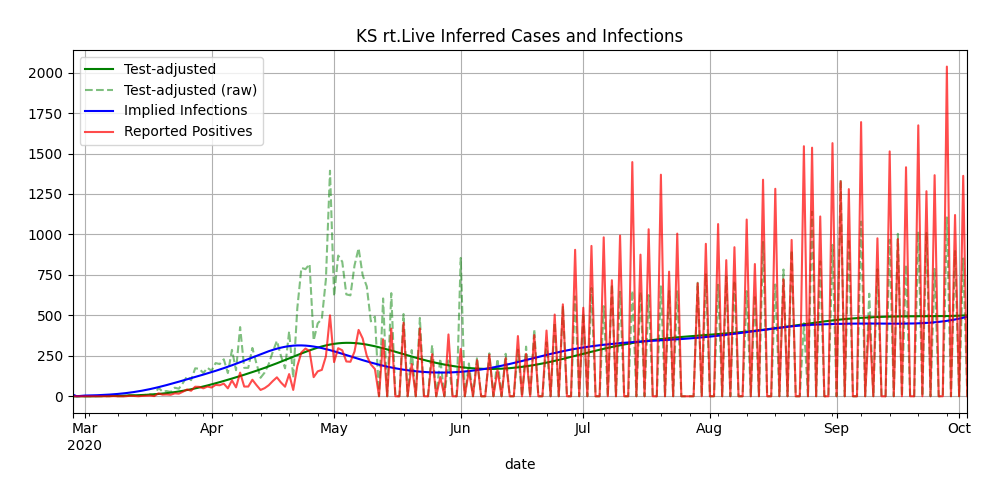 KS rt.Live Inferred Cases and Infections
Test-adjusted
Test-adjusted (raw)
Implied Infections
Reported Positives
2000
1750
1500
1250
1000
750
500
250
0
Mar Apr May Jun Jul Aug Sep Oct
2020
date